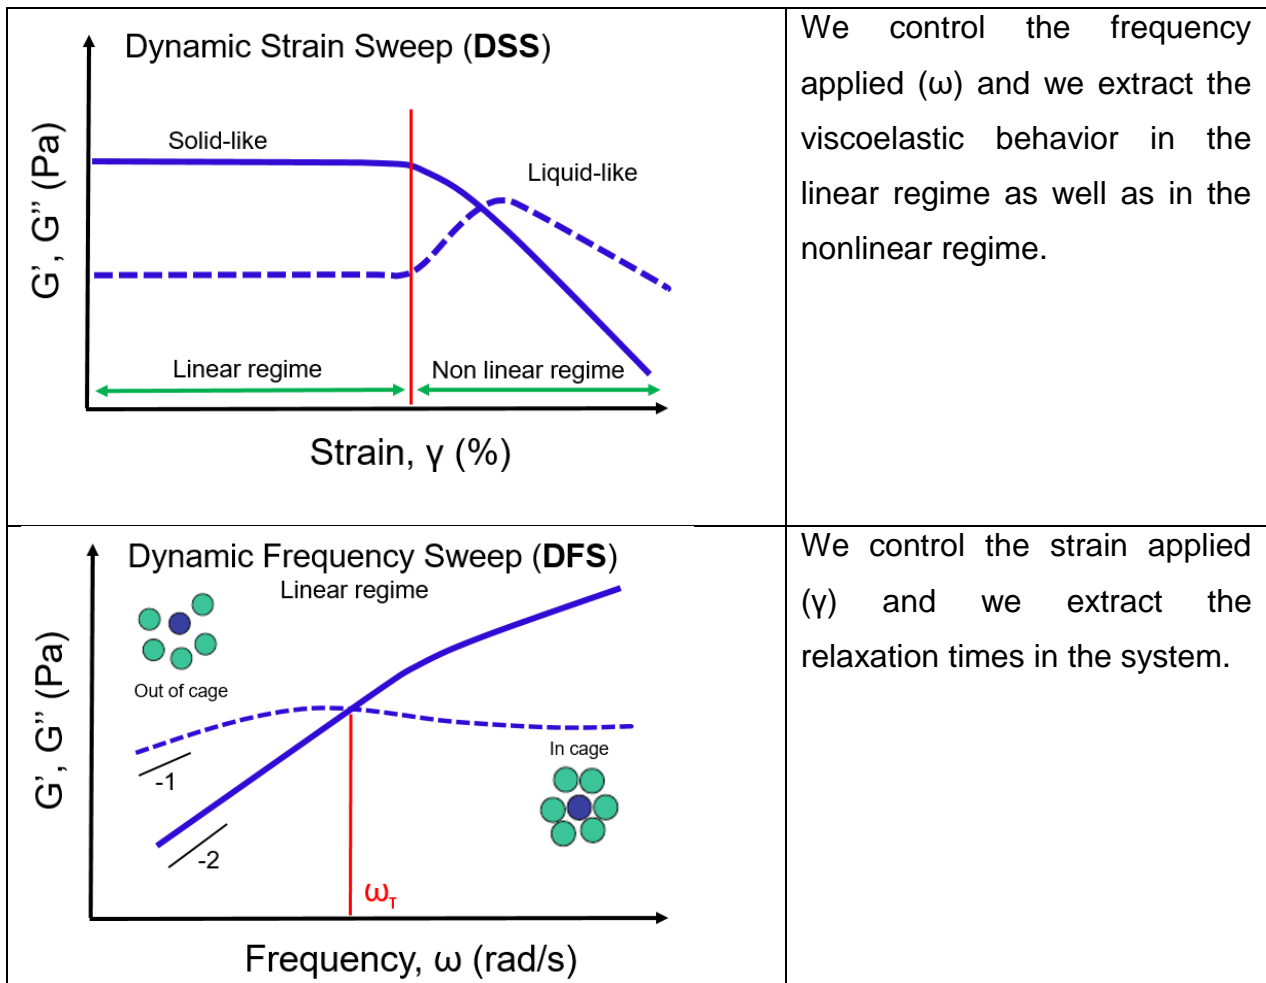 Dynamic Strain Sweep (DSS)
Solid-like
Liquid-like
G’, G’’ (Pa)
Linear regime
Non linear regime
Strain, γ (%)
We control the frequency
applied (ω) and we extract the
viscoelastic behavior in the
linear regime as well as in the
nonlinear regime.
Dynamic Frequency Sweep (DFS)
Linear regime
Out of cage
G’, G’’ (Pa)
-1
In cage
-2
ωτ
Frequency, ω (rad/s)
We control the strain applied
(γ) and we extract the
relaxation times in the system.